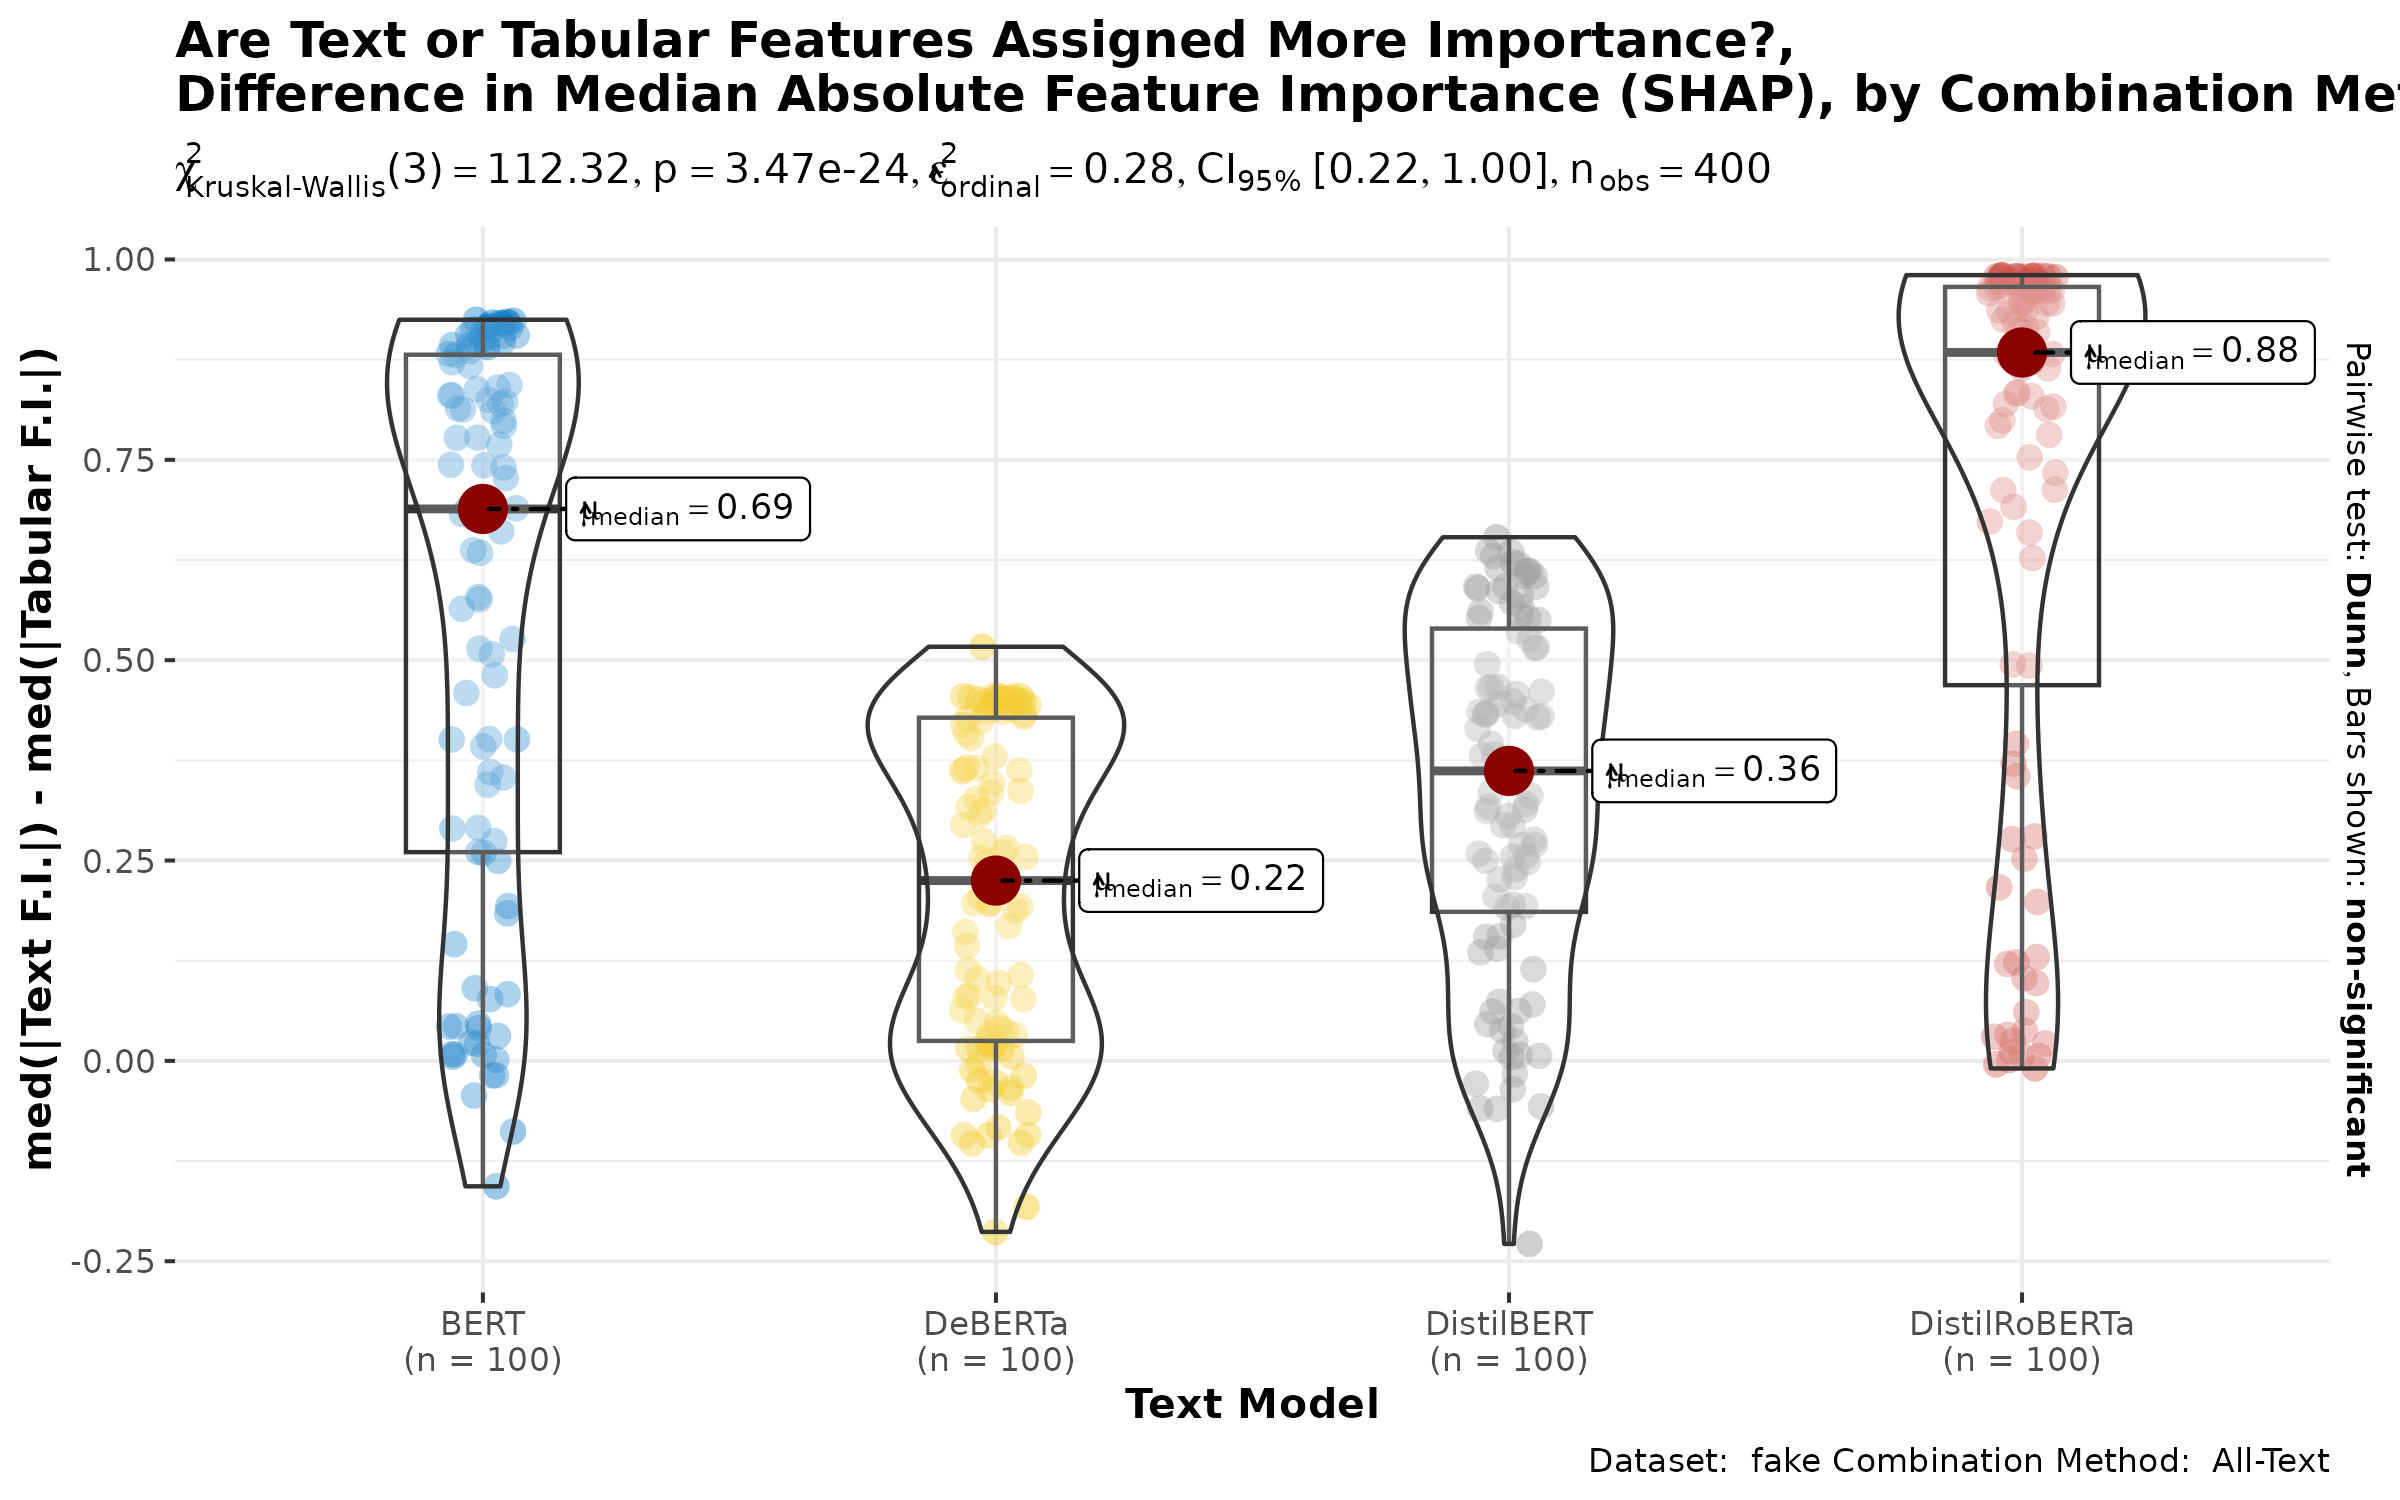 Are Text or Tabular Features Assigned More Importance?,
Difference in Median Absolute Feature Importance (SHAP), by Combination Met
χ²Kruskal-Wallis(3) = 112.32, p = 3.47e-24, ε²ordinal = 0.28, CI95% [0.22, 1.00], nobs = 400
med(|Text F.I.|) - med(|Tabular F.I.|)
1.00
0.75
0.50
0.25
0.00
-0.25
μ̂median = 0.69
μ̂median = 0.22
μ̂median = 0.36
μ̂median = 0.88
Pairwise test: Dunn, Bars shown: non-significant
BERT
(n = 100)
DeBERTa
(n = 100)
DistilBERT
(n = 100)
DistilRoBERTa
(n = 100)
Text Model
Dataset:  fake Combination Method:  All-Text